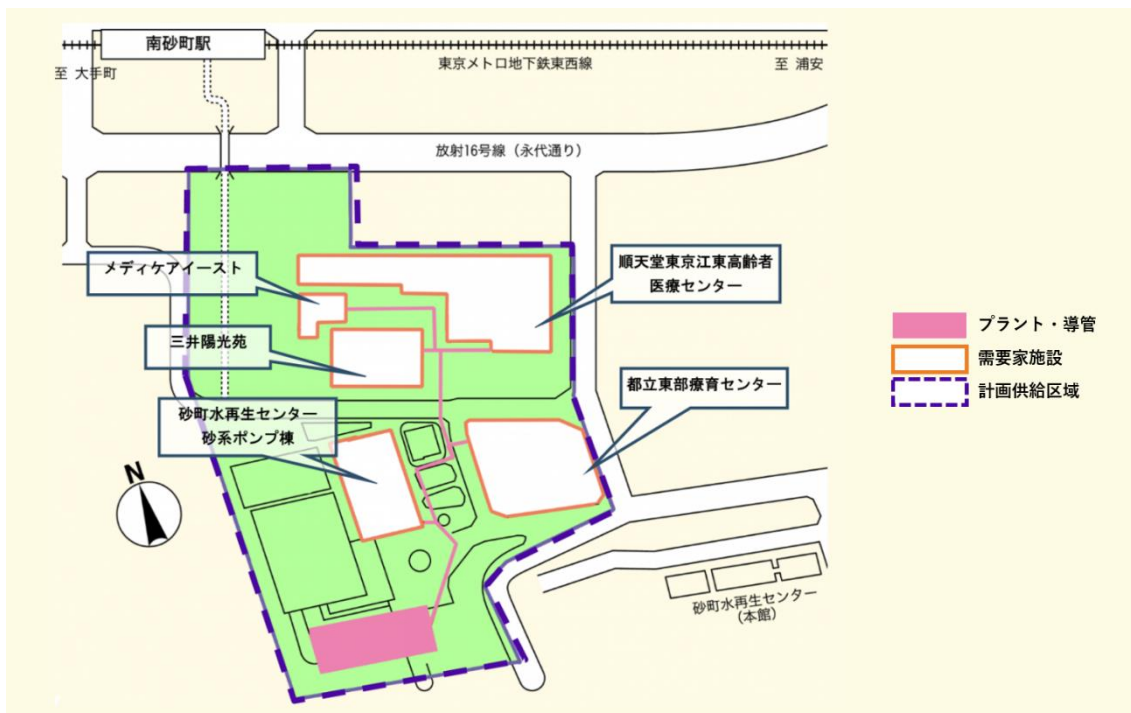 南砂町駅
至 大手町
東京メトロ地下鉄東西線
至 浦安
放射16号線（永代通り）
メディケアイースト
順天堂東京江東高齢者
医療センター
三井陽光苑
都立東部療育センター
砂町水再生センター
砂系ポンプ棟
N
砂町水再生センター
(本館)
プラント・導管
需要家施設
計画供給区域